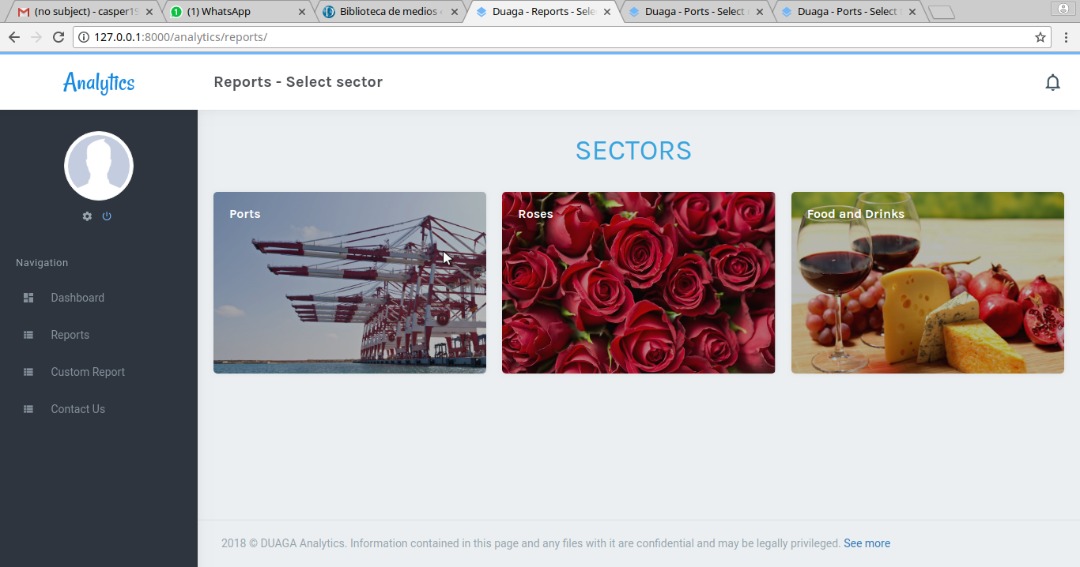 (no subject) - casper1
(1) WhatsApp
Biblioteca de medios
Duaga - Reports - Sele
Duaga - Ports - Select
Duaga - Ports - Select
127.0.0.1:8000/analytics/reports/
Analytics
Reports - Select sector
SECTORS
Ports
Roses
Food and Drinks
Navigation
Dashboard
Reports
Custom Report
Contact Us
2018 © DUAGA Analytics. Information contained in this page and any files with it are confidential and may be legally privileged. See more